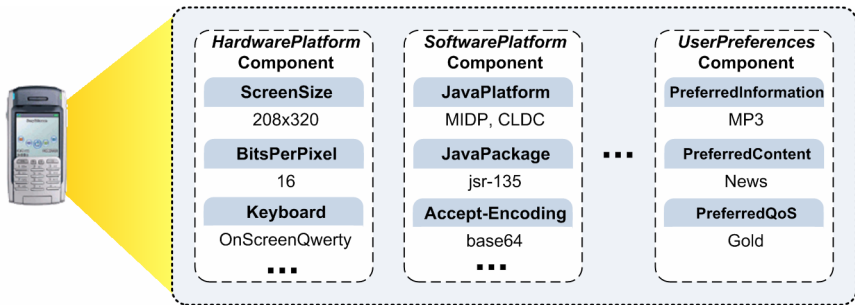 HardwarePlatform
Component
ScreenSize
208x320
BitsPerPixel
16
Keyboard
OnScreenQwerty
...
SoftwarePlatform
Component
JavaPlatform
MIDP, CLDC
JavaPackage
jsr-135
Accept-Encoding
base64
...
...
UserPreferences
Component
PreferredInformation
MP3
PreferredContent
News
PreferredQoS
Gold